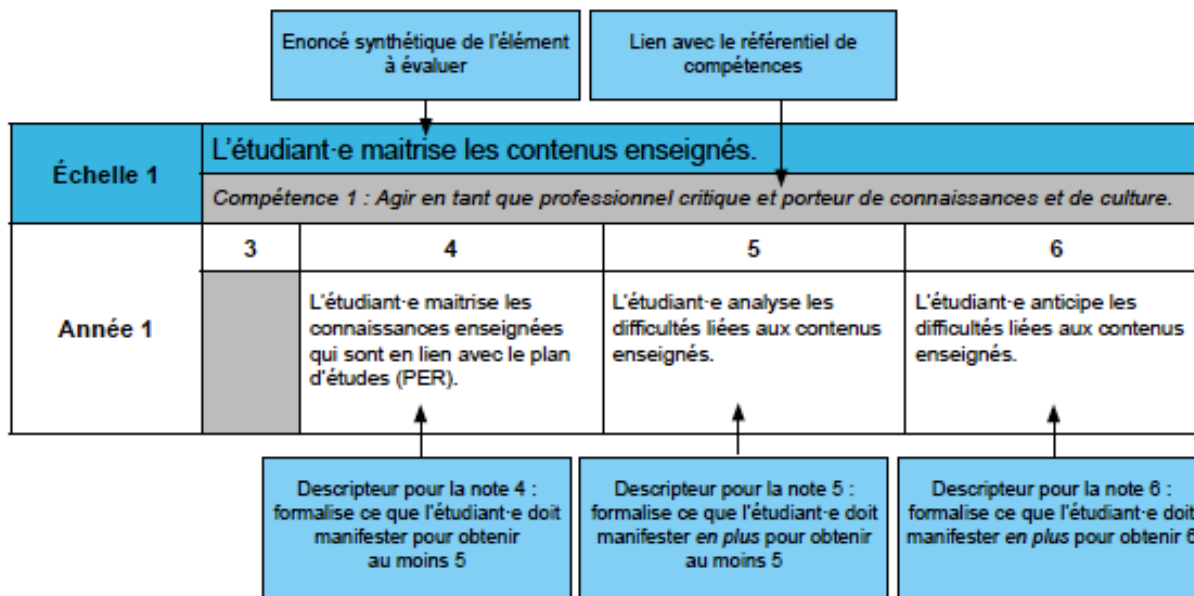 Enoncé synthétique de l'élément
à évaluer
Lien avec le référentiel de
compétences
Échelle 1
L'étudiant·e maitrise les contenus enseignés.
Compétence 1 : Agir en tant que professionnel critique et porteur de connaissances et de culture.
3
4
5
6
Année 1
L'étudiant·e maitrise les
connaissances enseignées
qui sont en lien avec le plan
d'études (PER).
L'étudiant·e analyse les
difficultés liées aux contenus
enseignés.
L'étudiant·e anticipe les
difficultés liées aux contenus
enseignés.
Descripteur pour la note 4 :
formalise ce que l'étudiant·e doit
manifester pour obtenir
au moins 5
Descripteur pour la note 5 :
formalise ce que l'étudiant·e doit
manifester en plus pour obtenir
au moins 5
Descripteur pour la note 6 :
formalise ce que l'étudiant·e doit
manifester en plus pour obtenir 6